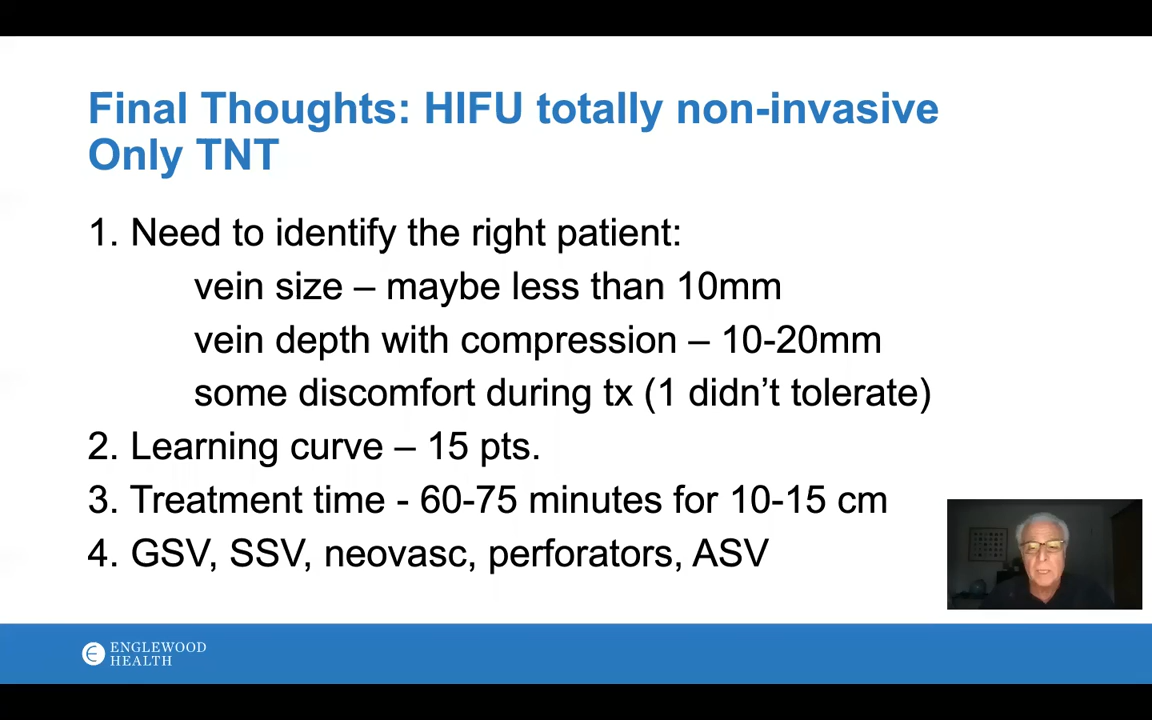 Final Thoughts: HIFU totally non-invasive
Only TNT
1. Need to identify the right patient:
vein size – maybe less than 10mm
vein depth with compression – 10-20mm
some discomfort during tx (1 didn’t tolerate)
2. Learning curve – 15 pts.
3. Treatment time - 60-75 minutes for 10-15 cm
4. GSV, SSV, neovasc, perforators, ASV
ENGLEWOOD
HEALTH